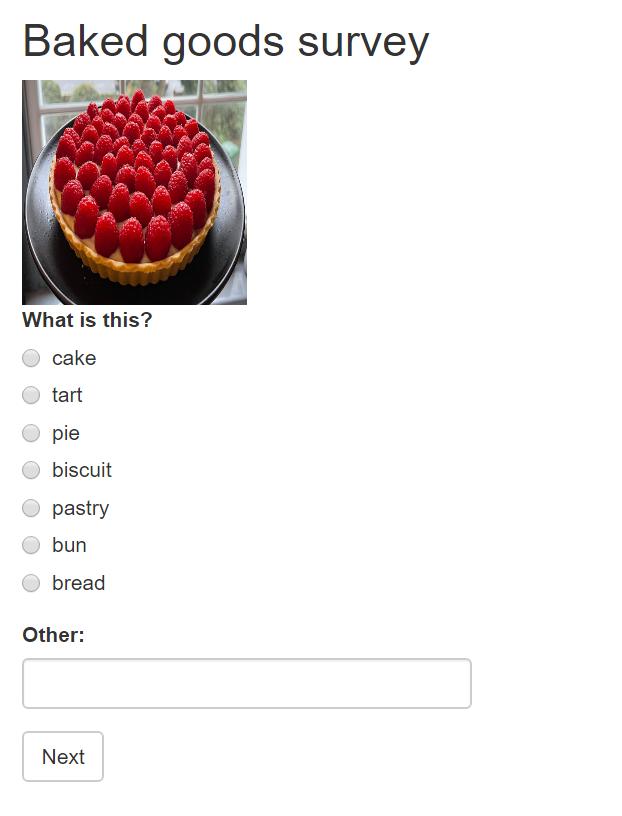 Baked goods survey
What is this?
cake
tart
pie
biscuit
pastry
bun
bread
Other:
Next